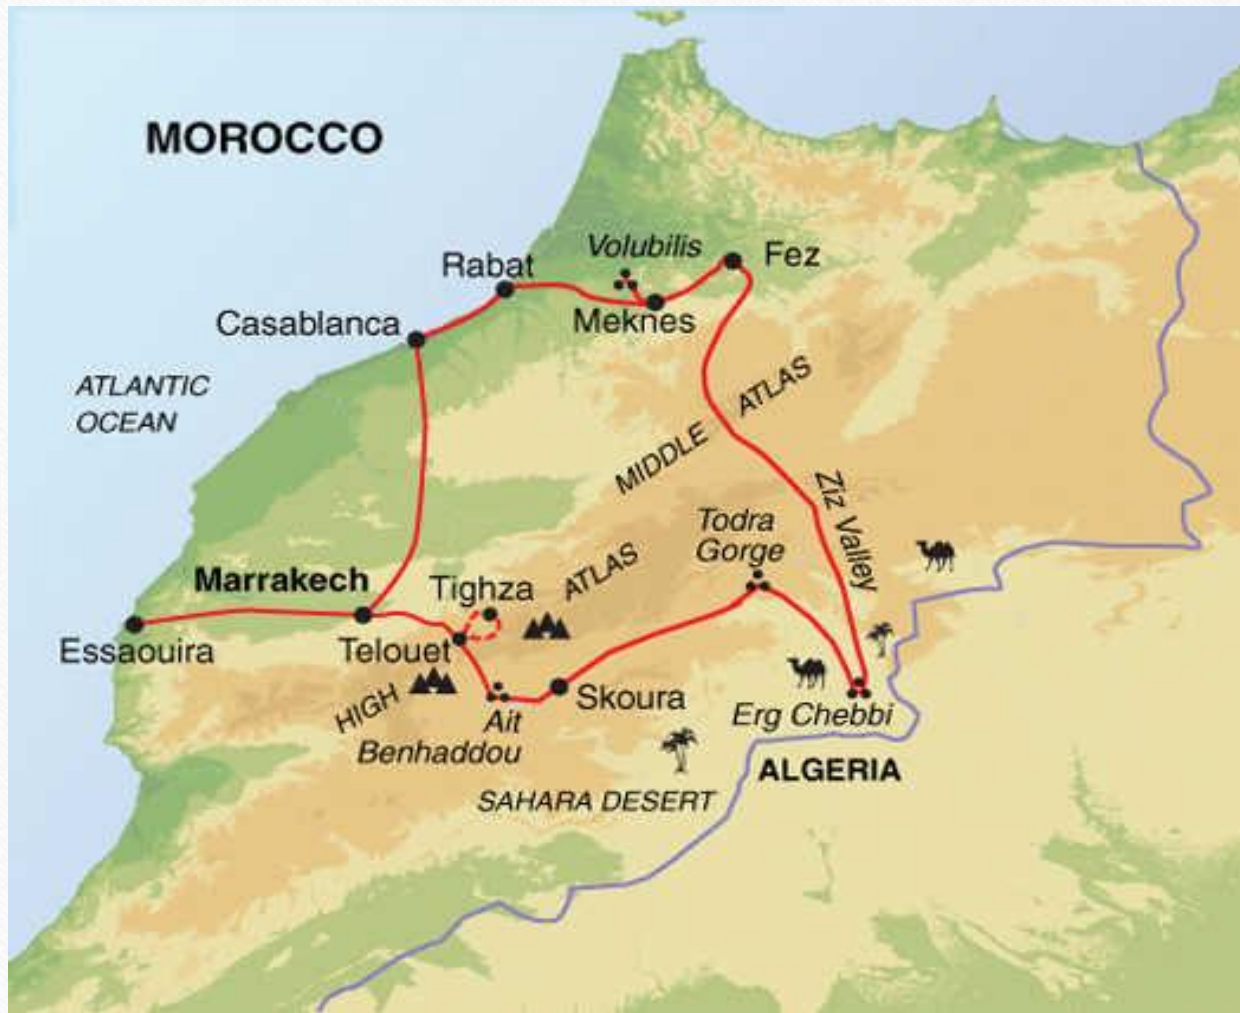 MOROCCO
Volubilis
Fez
Rabat
Meknes
Casablanca
ATLANTIC
OCEAN
MIDDLE ATLAS
Ziz Valley
Todra
Gorge
Marrakech
Tighza
HIGH ATLAS
Essaouira
Telouet
Skoura
Erg Chebbi
Ait
Benhaddou
ALGERIA
SAHARA DESERT